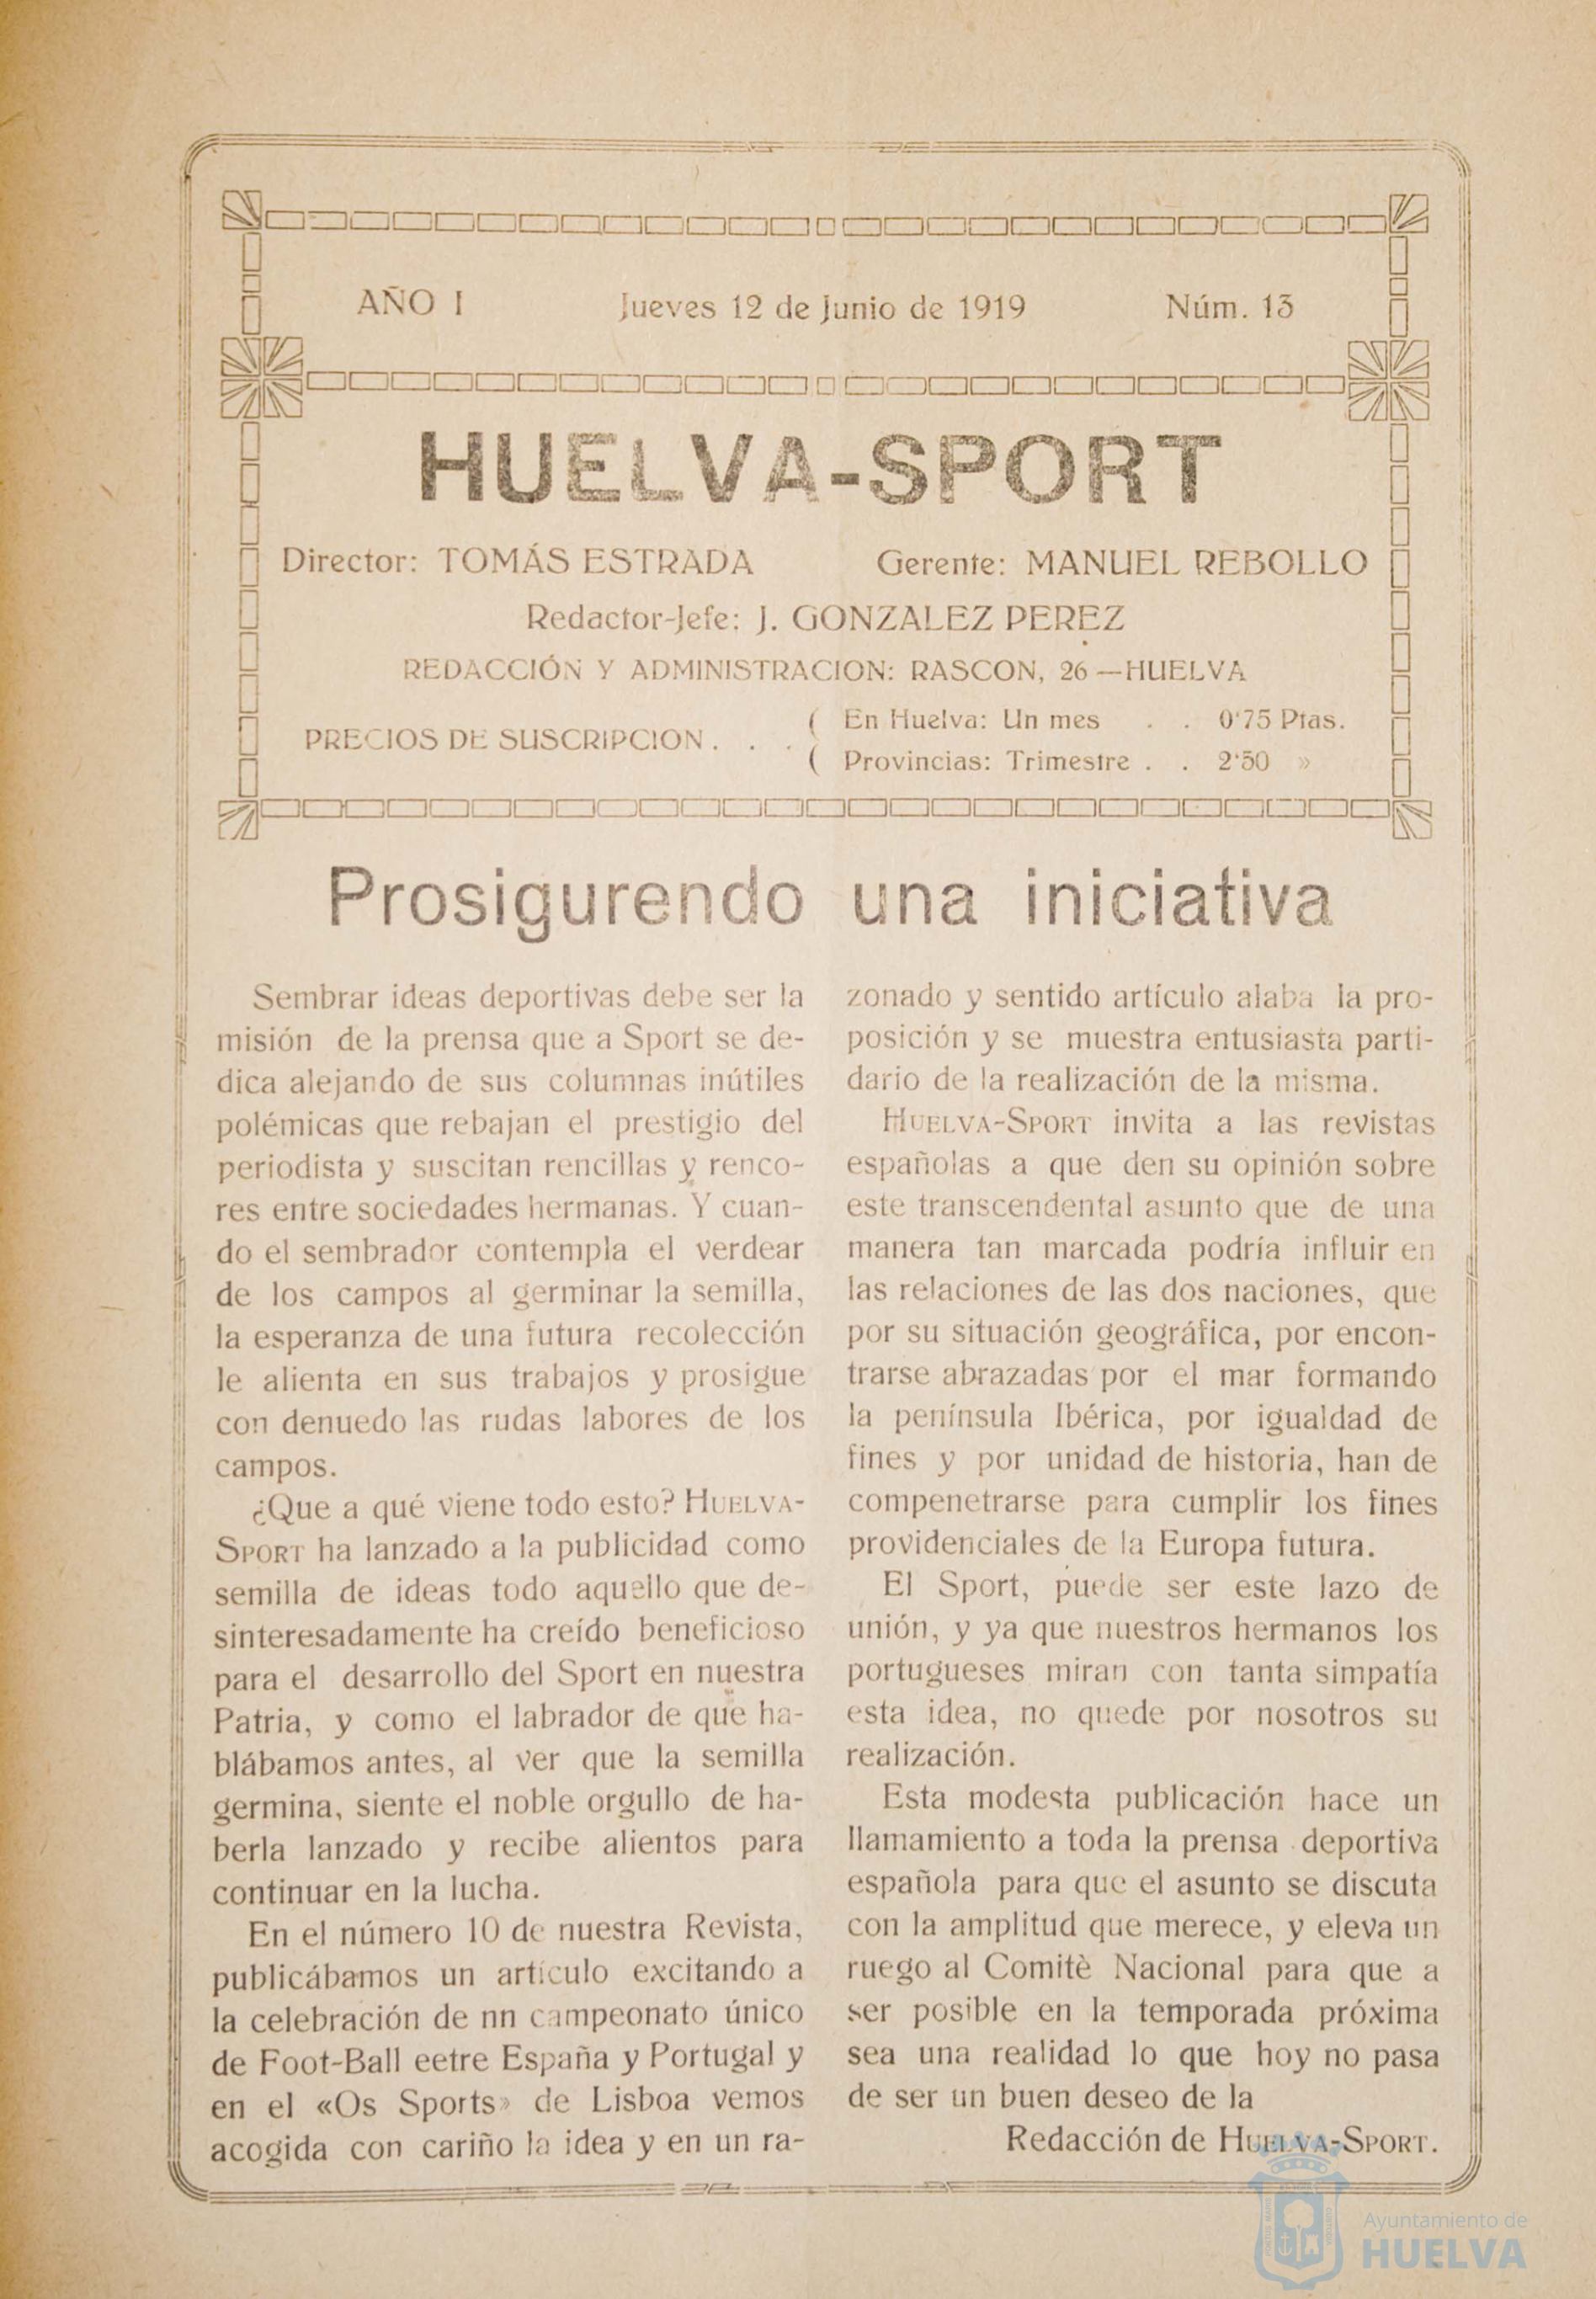 AÑO I
Jueves 12 de Junio de 1919
Núm. 13
HUELVA-SPORT
Director: TOMÁS ESTRADA
Gerente: MANUEL REBOLLO
Redactor-Jefe: J. GONZALEZ PEREZ
REDACCIÓN Y ADMINISTRACION: RASCON, 26 —HUELVA
PRECIOS DE SUSCRIPCION . . .
( En Huelva: Un mes . . 0'75 Ptas.
( Provincias: Trimestre . . 2'50 »
Prosigurendo una iniciativa
Sembrar ideas deportivas debe ser la
misión de la prensa que a Sport se de-
dica alejando de sus columnas inútiles
polémicas que rebajan el prestigio del
periodista y suscitan rencillas y renco-
res entre sociedades hermanas. Y cuan-
do el sembrador contempla el verdear
de los campos al germinar la semilla,
la esperanza de una futura recolección
le alienta en sus trabajos y prosigue
con denuedo las rudas labores de los
campos.
¿Que a qué viene todo esto? HUELVA-
SPORT ha lanzado a la publicidad como
semilla de ideas todo aquello que de-
sinteresadamente ha creído beneficioso
para el desarrollo del Sport en nuestra
Patria, y como el labrador de que ha-
blábamos antes, al ver que la semilla
germina, siente el noble orgullo de ha-
berla lanzado y recibe alientos para
continuar en la lucha.
En el número 10 de nuestra Revista,
publicábamos un artículo excitando a
la celebración de nn campeonato único
de Foot-Ball eetre España y Portugal y
en el «Os Sports» de Lisboa vemos
acogida con cariño la idea y en un ra-
zonado y sentido artículo alaba la pro-
posición y se muestra entusiasta parti-
dario de la realización de la misma.
HUELVA-SPORT invita a las revistas
españolas a que den su opinión sobre
este transcendental asunto que de una
manera tan marcada podría influir en
las relaciones de las dos naciones, que
por su situación geográfica, por encon-
trarse abrazadas por el mar formando
la península Ibérica, por igualdad de
fines y por unidad de historia, han de
compenetrarse para cumplir los fines
providenciales de la Europa futura.
El Sport, puede ser este lazo de
unión, y ya que nuestros hermanos los
portugueses miran con tanta simpatía
esta idea, no quede por nosotros su
realización.
Esta modesta publicación hace un
llamamiento a toda la prensa deportiva
española para que el asunto se discuta
con la amplitud que merece, y eleva un
ruego al Comitè Nacional para que a
ser posible en la temporada próxima
sea una realidad lo que hoy no pasa
de ser un buen deseo de la
Redacción de HUELVA-SPORT.
Ayuntamiento de
HUELVA